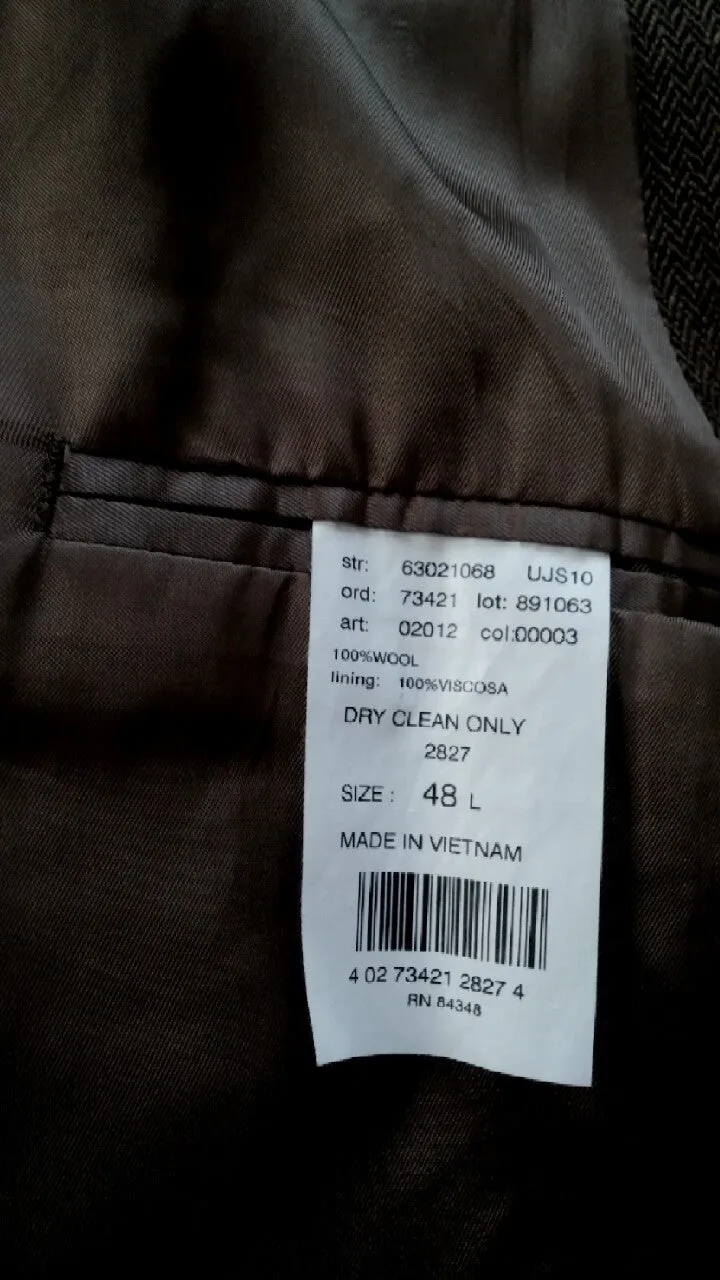 str: 63021068 UJS10
ord: 73421 lot: 891063
art: 02012 col:00003
100%WOOL
lining: 100%VISCOSA
DRY CLEAN ONLY
2827
SIZE : 48 L
MADE IN VIETNAM
4 02 73421 2827 4
RN 84348